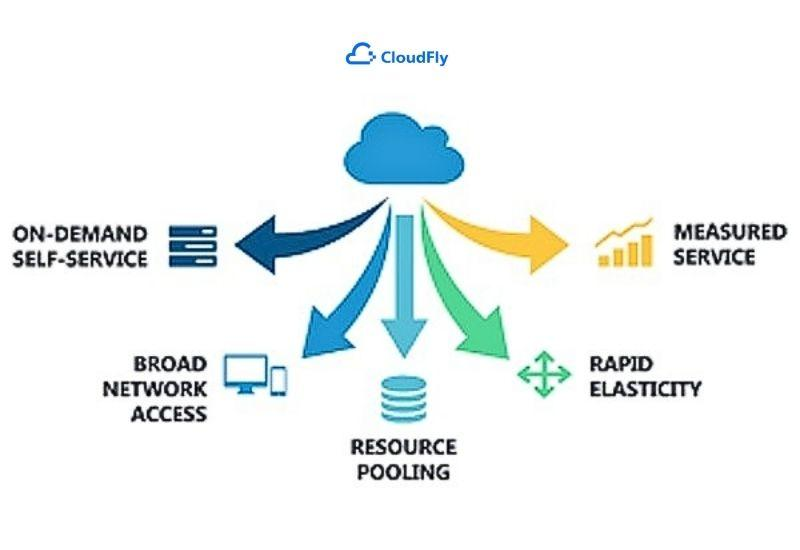 CloudFly
ON-DEMAND
SELF-SERVICE
MEASURED
SERVICE
BROAD
NETWORK
ACCESS
RAPID
ELASTICITY
RESOURCE
POOLING